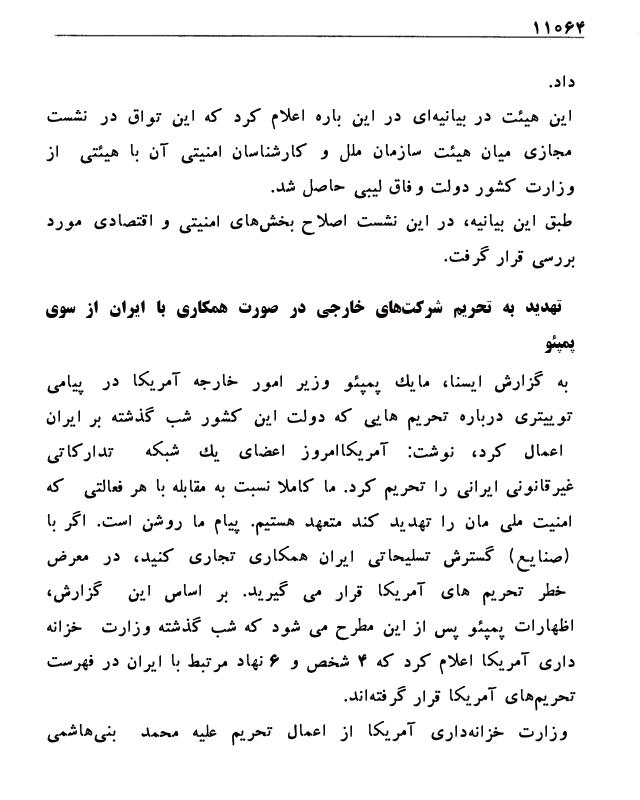 ۱۱۰۶۴
داد.
این هیئت در بیانیه‌ای در این باره اعلام کرد که این تواق در نشست
مجازی میان هیئت سازمان ملل و کارشناسان امنیتی آن با هیئتی از
وزارت کشور دولت وفاق لیبی حاصل شد.
طبق این بیانیه، در این نشست اصلاح بخش‌های امنیتی و اقتصادی مورد
بررسی قرار گرفت.
تهدید به تحریم شرکت‌های خارجی در صورت همکاری با ایران از سوی
پمپئو
به گزارش ایسنا، مایك پمپئو وزیر امور خارجه آمریکا در پیامی
توییتری درباره تحریم هایی که دولت این کشور شب گذشته بر ایران
اعمال کرد، نوشت: آمریکاامروز اعضای یك شبکه تدارکاتی
غیرقانونی ایرانی را تحریم کرد. ما کاملا نسبت به مقابله با هر فعالتی که
امنیت ملی مان را تهدید کند متعهد هستیم. پیام ما روشن است. اگر با
(صنایع) گسترش تسلیحاتی ایران همکاری تجاری کنید، در معرض
خطر تحریم های آمریکا قرار می گیرید. بر اساس این گزارش،
اظهارات پمپئو پس از این مطرح می شود که شب گذشته وزارت خزانه
داری آمریکا اعلام کرد که ۴ شخص و ۶ نهاد مرتبط با ایران در فهرست
تحریم‌های آمریکا قرار گرفته‌اند.
وزارت خزانه‌داری آمریکا از اعمال تحریم علیه محمد بنی‌هاشمی